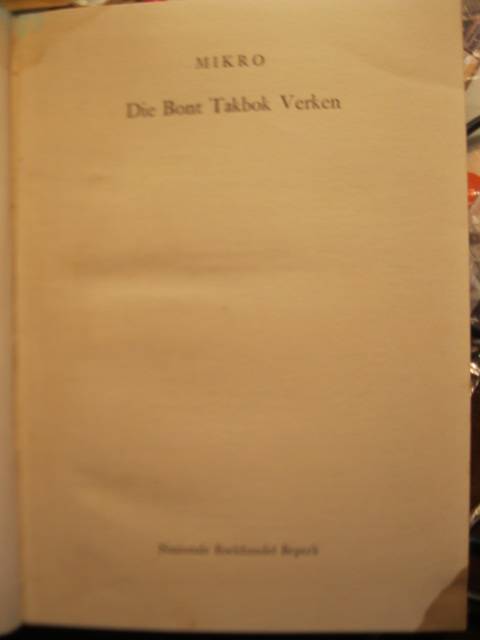 MIKRO
Die Bont Takbok Verken
Nasionale Boekhandel Beperk